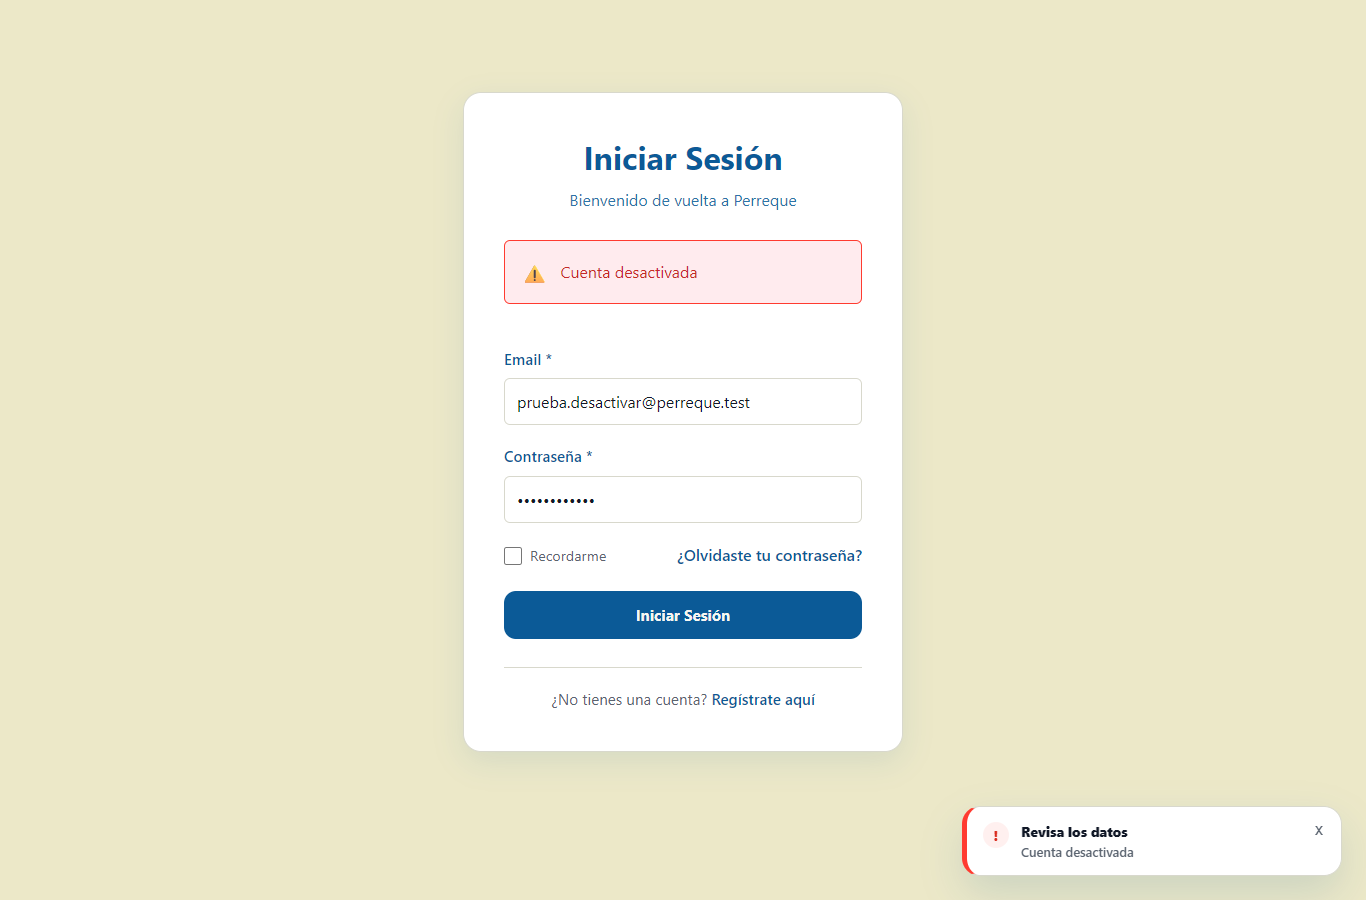 Iniciar Sesión
Bienvenido de vuelta a Perreque
Cuenta desactivada
Email *
prueba.desactivar@perreque.test
Contraseña *
••••••••••••
Recordarme
¿Olvidaste tu contraseña?
Iniciar Sesión
¿No tienes una cuenta? Regístrate aquí
! Revisa los datos X
Cuenta desactivada